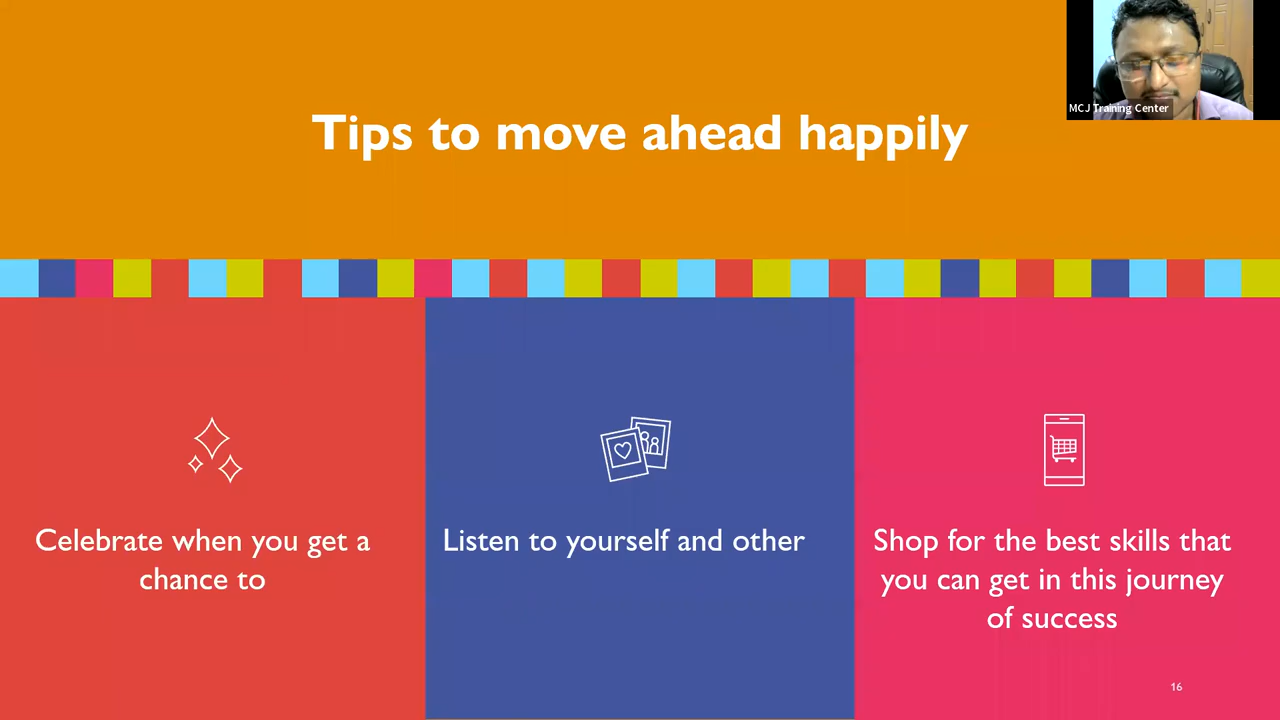 MCJ Training Center
Tips to move ahead happily
Celebrate when you get a
chance to
Listen to yourself and other
Shop for the best skills that
you can get in this journey
of success
16